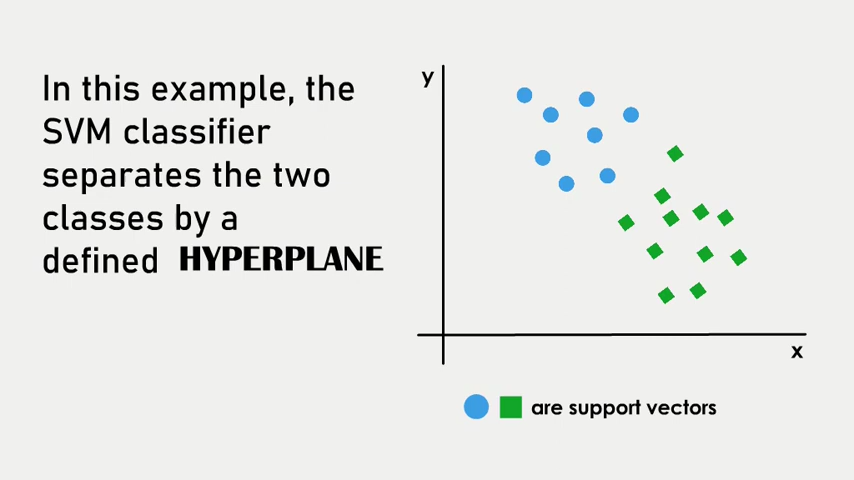 In this example, the
SVM classifier
separates the two
classes by a
defined HYPERPLANE
y
x
are support vectors